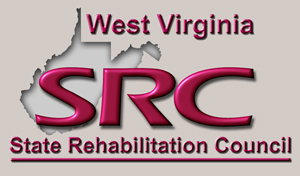 West Virginia
SRC
State Rehabilitation Council